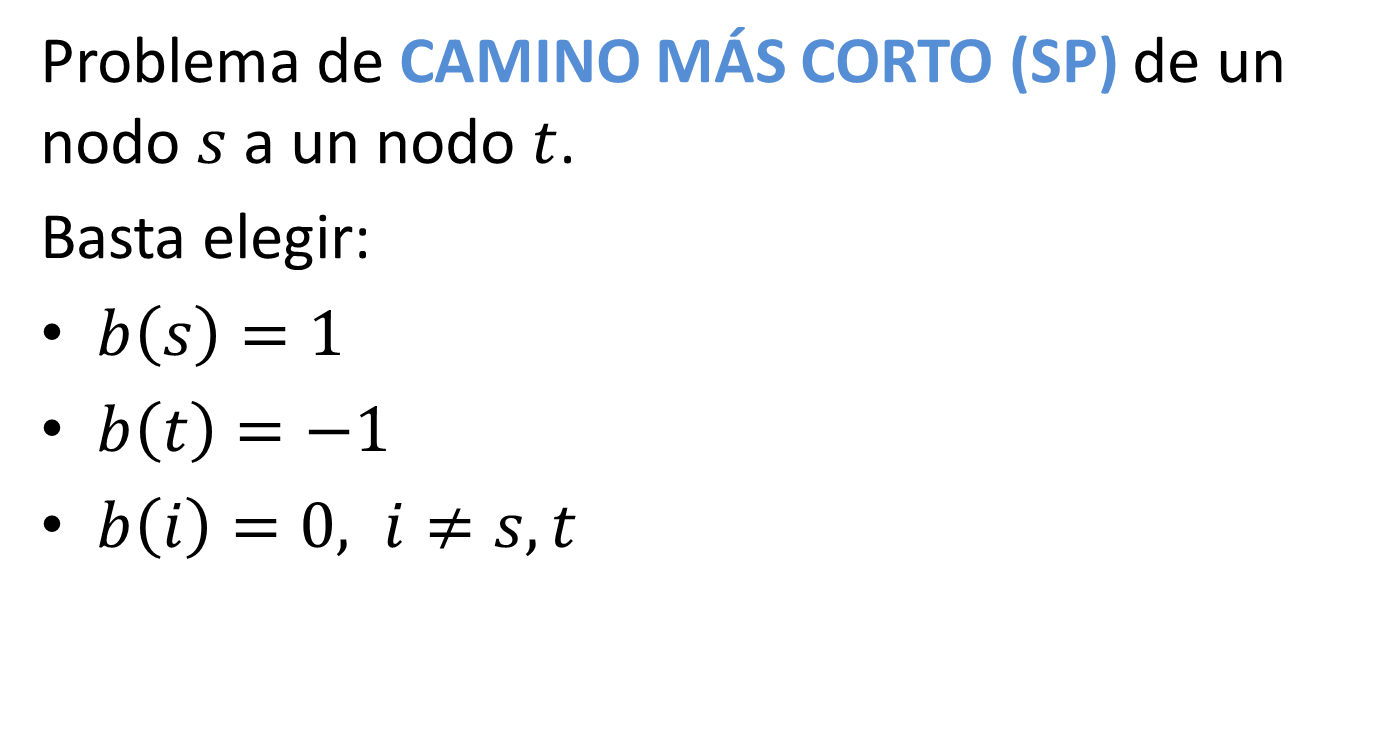 Problema de CAMINO MÁS CORTO (SP) de un
nodo s a un nodo t.
Basta elegir:
• b(s) = 1
• b(t) = −1
• b(i) = 0, i ≠ s, t